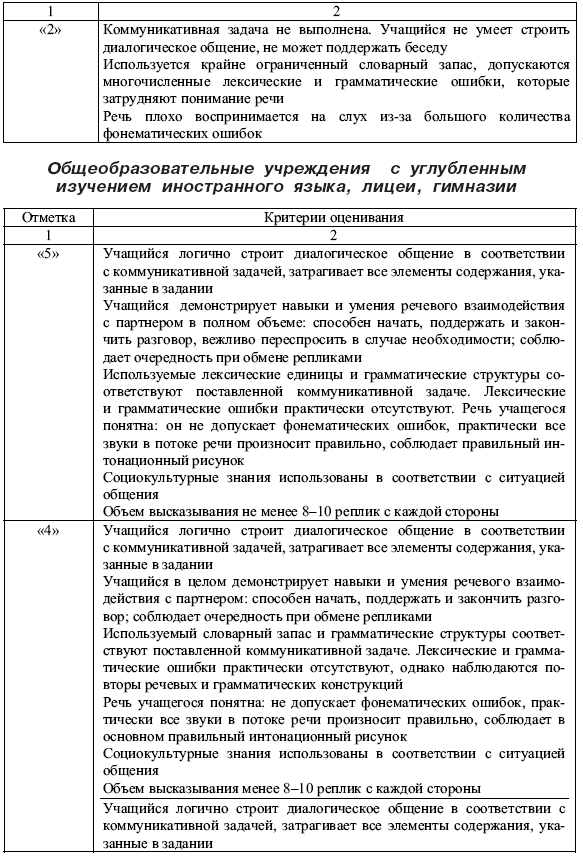 1 2
«2» Коммуникативная задача не выполнена. Учащийся не умеет строить
диалогическое общение, не может поддержать беседу
Используется крайне ограниченный словарный запас, допускаются
многочисленные лексические и грамматические ошибки, которые
затрудняют понимание речи
Речь плохо воспринимается на слух из-за большого количества
фонематических ошибок
Общеобразовательные учреждения с углубленным
изучением иностранного языка, лицеи, гимназии
Отметка Критерии оценивания
1 2
«5» Учащийся логично строит диалогическое общение в соответствии
с коммуникативной задачей, затрагивает все элементы содержания, ука-
занные в задании
Учащийся демонстрирует навыки и умения речевого взаимодействия
с партнером в полном объеме: способен начать, поддержать и закон-
чить разговор, вежливо переспросить в случае необходимости; соблю-
дает очередность при обмене репликами
Используемые лексические единицы и грамматические структуры со-
ответствуют поставленной коммуникативной задаче. Лексические
и грамматические ошибки практически отсутствуют. Речь учащегося
понятна: он не допускает фонематических ошибок, практически все
звуки в потоке речи произносит правильно, соблюдает правильный ин-
тонационный рисунок
Социокультурные знания использованы в соответствии с ситуацией
общения
Объем высказывания не менее 8–10 реплик с каждой стороны
«4» Учащийся логично строит диалогическое общение в соответствии
с коммуникативной задачей, затрагивает все элементы содержания, ука-
занные в задании
Учащийся в целом демонстрирует навыки и умения речевого взаимо-
действия с партнером: способен начать, поддержать и закончить разго-
вор; соблюдает очередность при обмене репликами
Используемый словарный запас и грамматические структуры соответ-
ствуют поставленной коммуникативной задаче. Лексические и грамма-
тические ошибки практически отсутствуют, однако наблюдаются по-
вторы речевых и грамматических конструкций
Речь учащегося понятна: не допускает фонематических ошибок, прак-
тически все звуки в потоке речи произносит правильно, соблюдает в
основном правильный интонационный рисунок
Социокультурные знания использованы в соответствии с ситуацией
общения
Объем высказывания менее 8–10 реплик с каждой стороны
Учащийся логично строит диалогическое общение в соответствии с
коммуникативной задачей, затрагивает все элементы содержания, ука-
занные в задании